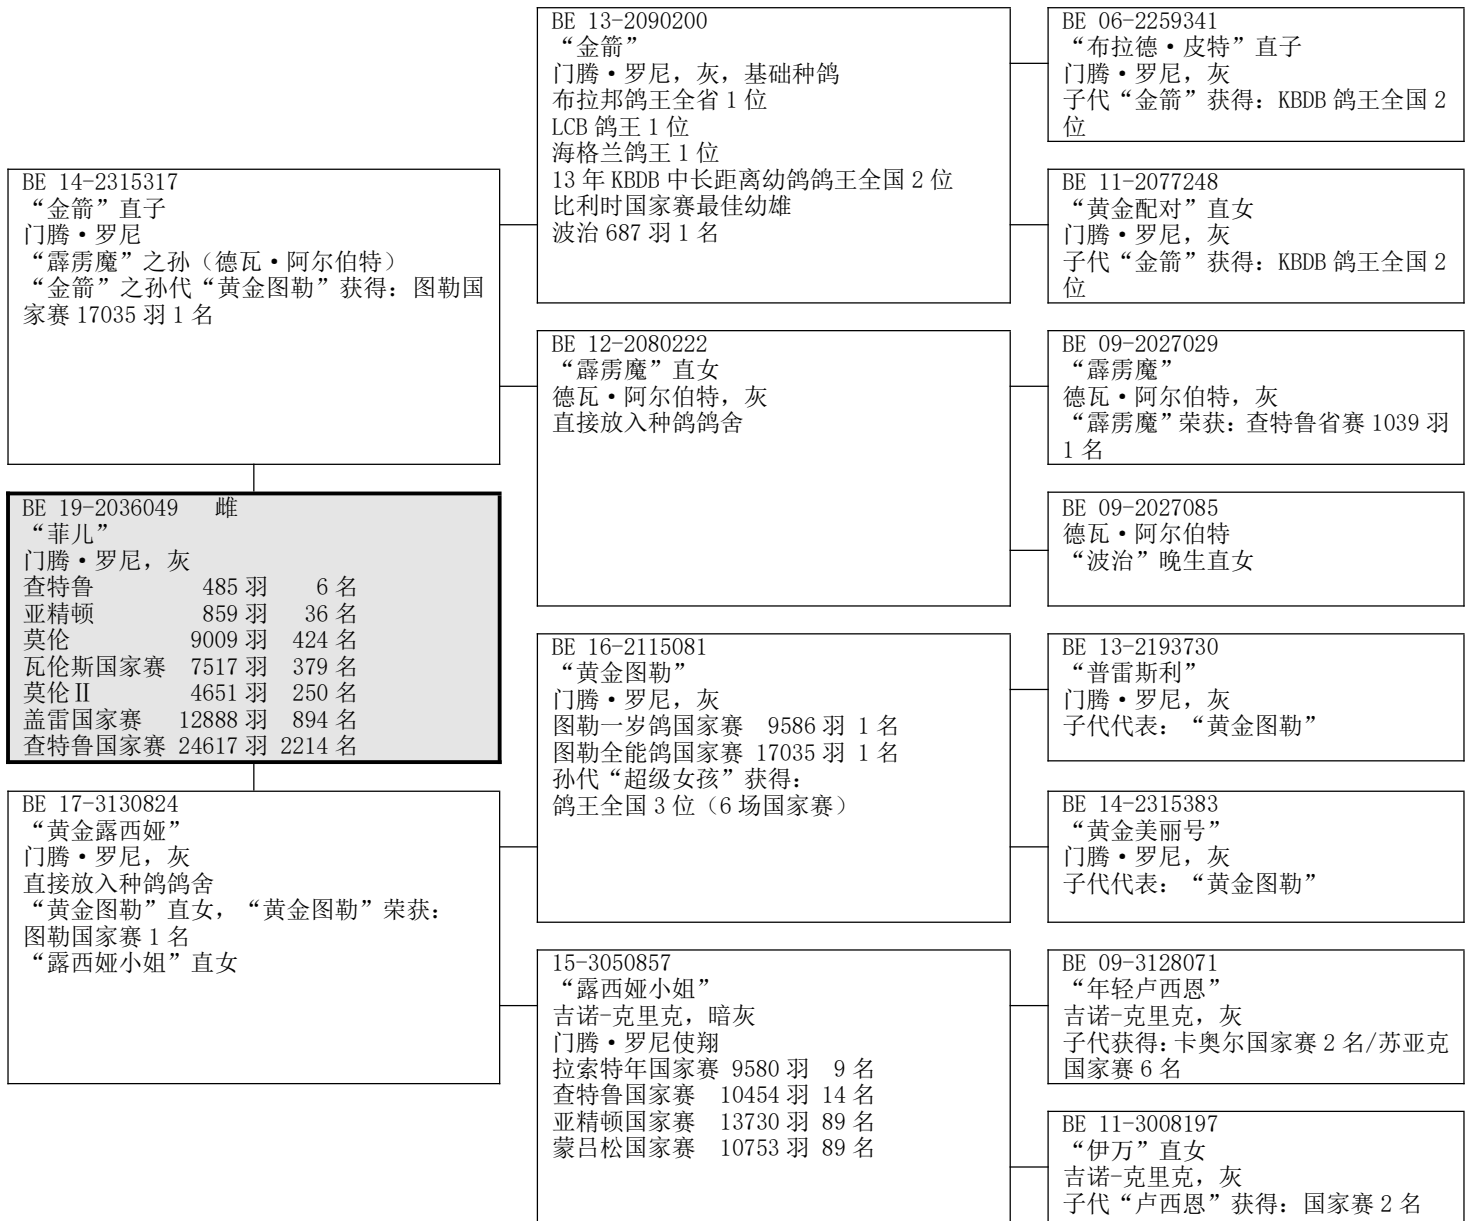 BE 14-2315317
“金箭”直子
门腾·罗尼
“霹雳魔”之孙（德瓦·阿尔伯特）
“金箭”之孙代“黄金图勒”获得：图勒国
家赛 17035 羽 1 名
BE 19-2036049 雌
“菲儿”
门腾·罗尼，灰
查特鲁 485 羽 6 名
亚精顿 859 羽 36 名
莫伦 9009 羽 424 名
瓦伦斯国家赛 7517 羽 379 名
莫伦Ⅱ 4651 羽 250 名
盖雷国家赛 12888 羽 894 名
查特鲁国家赛 24617 羽 2214 名
BE 17-3130824
“黄金露西娅”
门腾·罗尼，灰
直接放入种鸽鸽舍
“黄金图勒”直女，“黄金图勒”荣获：
图勒国家赛 1 名
“露西娅小姐”直女
BE 13-2090200
“金箭”
门腾·罗尼，灰，基础种鸽
布拉邦鸽王全省 1 位
LCB 鸽王 1 位
海格兰鸽王 1 位
13 年 KBDB 中长距离幼鸽鸽王全国 2 位
比利时国家赛最佳幼雄
波治 687 羽 1 名
BE 12-2080222
“霹雳魔”直女
德瓦·阿尔伯特，灰
直接放入种鸽鸽舍
BE 16-2115081
“黄金图勒”
门腾·罗尼，灰
图勒一岁鸽国家赛 9586 羽 1 名
图勒全能鸽国家赛 17035 羽 1 名
孙代“超级女孩”获得：
鸽王全国 3 位（6 场国家赛）
15-3050857
“露西娅小姐”
吉诺-克里克，暗灰
门腾·罗尼使翔
拉索特年国家赛 9580 羽 9 名
查特鲁国家赛 10454 羽 14 名
亚精顿国家赛 13730 羽 89 名
蒙吕松国家赛 10753 羽 89 名
BE 06-2259341
“布拉德·皮特”直子
门腾·罗尼，灰
子代“金箭”获得：KBDB 鸽王全国 2
位
BE 11-2077248
“黄金配对”直女
门腾·罗尼，灰
子代“金箭”获得：KBDB 鸽王全国 2
位
BE 09-2027029
“霹雳魔”
德瓦·阿尔伯特，灰
“霹雳魔”荣获：查特鲁省赛 1039 羽
1 名
BE 09-2027085
德瓦·阿尔伯特
“波治”晚生直女
BE 13-2193730
“普雷斯利”
门腾·罗尼，灰
子代代表：“黄金图勒”
BE 14-2315383
“黄金美丽号”
门腾·罗尼，灰
子代代表：“黄金图勒”
BE 09-3128071
“年轻卢西恩”
吉诺-克里克，灰
子代获得：卡奥尔国家赛 2 名/苏亚克
国家赛 6 名
BE 11-3008197
“伊万”直女
吉诺-克里克，灰
子代“卢西恩”获得：国家赛 2 名